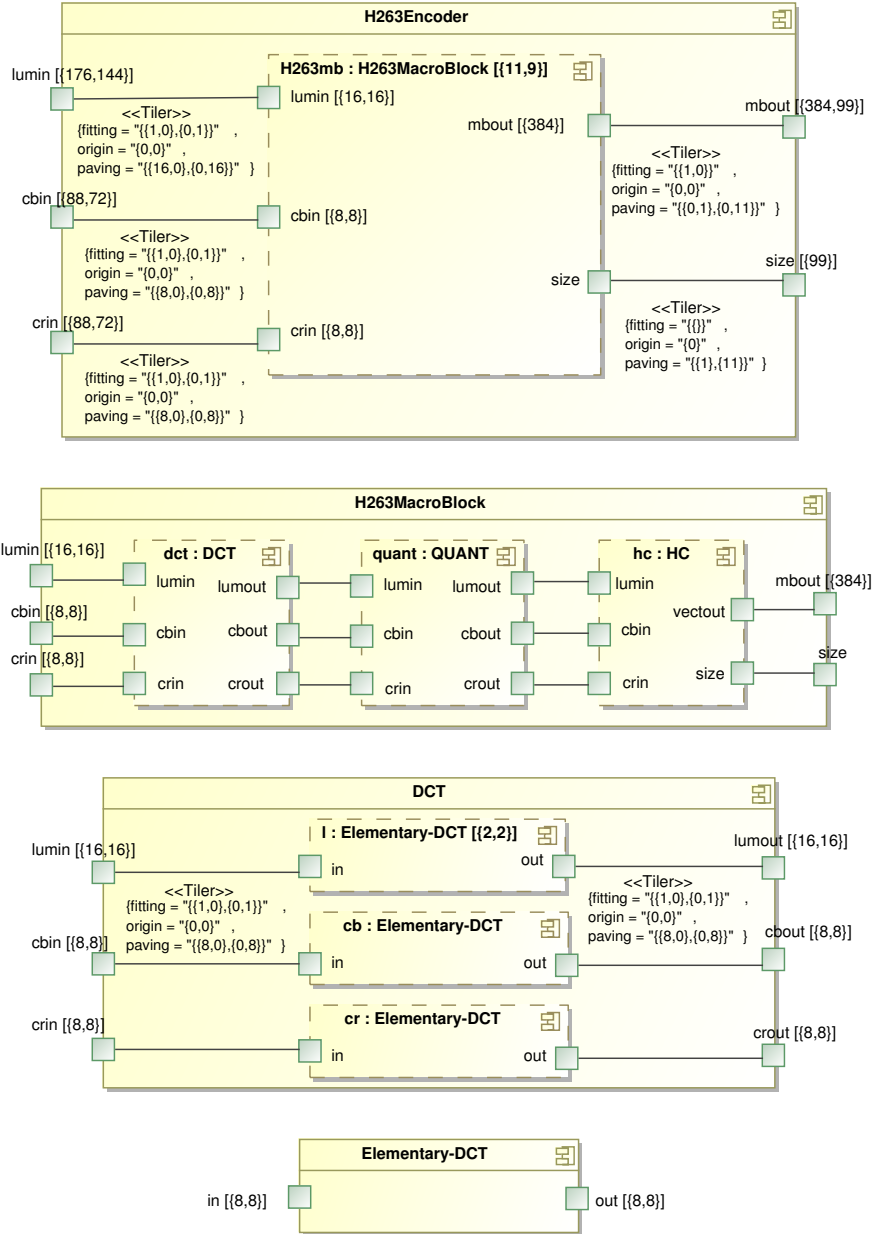 H263Encoder
lumin [{176,144}]
H263mb : H263MacroBlock [{11,9}]
lumin [16,16}]
mbout [{384}]
mbout [{384,99}]
<<Tiler>>
{fitting = "{{1,0},{0,1}}" ,
origin = "{0,0}" ,
paving = "{{16,0},{0,16}}" }
<<Tiler>>
{fitting = "{{1,0}}" ,
origin = "{0,0}" ,
paving = "{{0,1},{0,11}}" }
cbin [{88,72}]
cbin [{8,8}]
<<Tiler>>
{fitting = "{{1,0},{0,1}}" ,
origin = "{0,0}" ,
paving = "{{8,0},{0,8}}" }
size
size [{99}]
<<Tiler>>
{fitting = "{{}}" ,
origin = "{0}" ,
paving = "{{1},{11}}" }
crin [{88,72}]
crin [{8,8}]
<<Tiler>>
{fitting = "{{1,0},{0,1}}" ,
origin = "{0,0}" ,
paving = "{{8,0},{0,8}}" }
H263MacroBlock
lumin [{16,16}]
cbin [{8,8}]
crin [{8,8}]
dct : DCT
lumin
lumout
cbin
cbout
crin
crout
quant : QUANT
lumin
lumout
cbin
cbout
crin
crout
hc : HC
lumin
vectout
cbin
size
crin
mbout [{384}]
size
DCT
lumin [{16,16}]
l : Elementary-DCT [{2,2}]
in
out
lumout [{16,16}]
<<Tiler>>
{fitting = "{{1,0},{0,1}}" ,
origin = "{0,0}" ,
paving = "{{8,0},{0,8}}" }
<<Tiler>>
{fitting = "{{1,0},{0,1}}" ,
origin = "{0,0}" ,
paving = "{{8,0},{0,8}}" }
cbin [{8,8}]
cb : Elementary-DCT
in
out
cbout [{8,8}]
crin [{8,8}]
cr : Elementary-DCT
in
out
crout [{8,8}]
Elementary-DCT
in [{8,8}]
out [{8,8}]